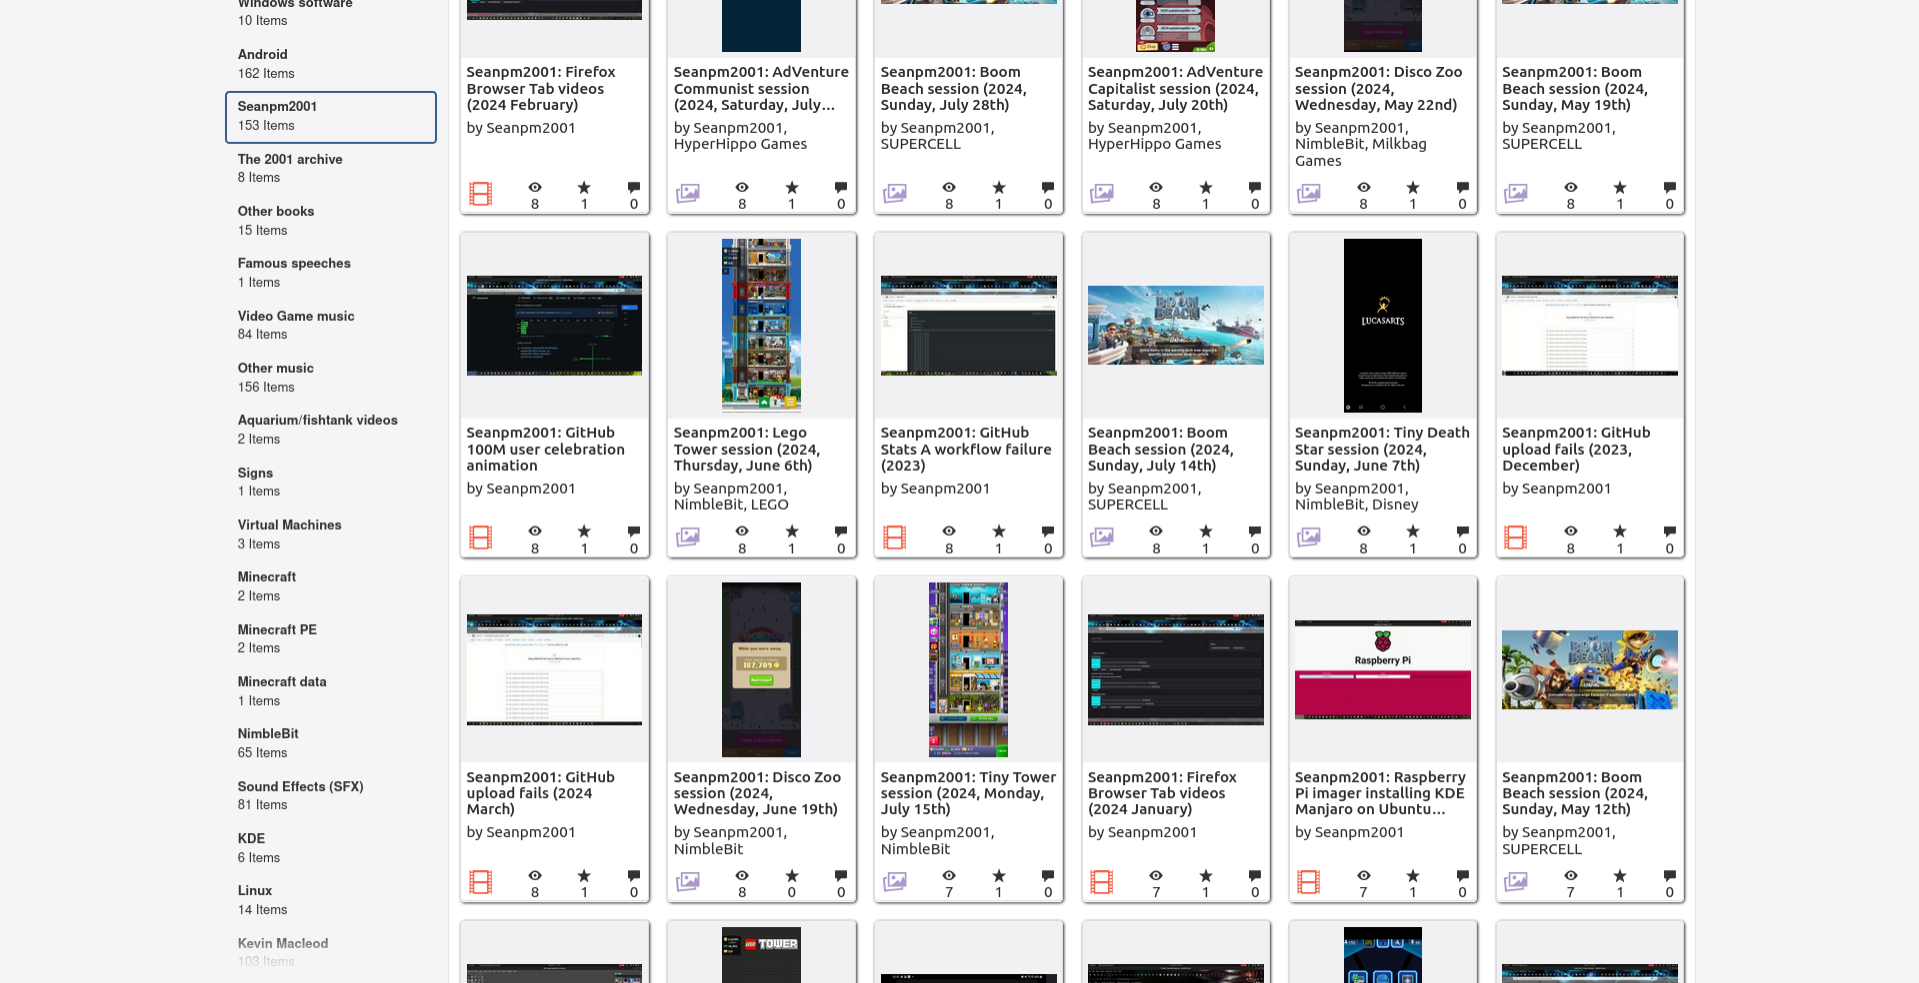 Windows software
10 Items
Android
162 Items
Seanpm2001
153 Items
The 2001 archive
8 Items
Other books
15 Items
Famous speeches
1 Items
Video Game music
84 Items
Other music
156 Items
Aquarium/fishtank videos
2 Items
Signs
1 Items
Virtual Machines
3 Items
Minecraft
2 Items
Minecraft PE
2 Items
Minecraft data
1 Items
NimbleBit
65 Items
Sound Effects (SFX)
81 Items
KDE
6 Items
Linux
14 Items
Kevin Macleod
103 Items
Seanpm2001: Firefox
Browser Tab videos
(2024 February)
by Seanpm2001
8 1 0
Seanpm2001: AdVenture
Communist session
(2024, Saturday, July...
by Seanpm2001,
HyperHippo Games
8 1 0
Seanpm2001: Boom
Beach session (2024,
Sunday, July 28th)
by Seanpm2001,
SUPERCELL
8 1 0
Seanpm2001: AdVenture
Capitalist session (2024,
Saturday, July 20th)
by Seanpm2001,
HyperHippo Games
8 1 0
Seanpm2001: Disco Zoo
session (2024,
Wednesday, May 22nd)
by Seanpm2001,
NimbleBit, Milkbag
Games
8 1 0
Seanpm2001: Boom
Beach session (2024,
Sunday, May 19th)
by Seanpm2001,
SUPERCELL
8 1 0
Seanpm2001: GitHub
100M user celebration
animation
by Seanpm2001
8 1 0
Seanpm2001: Lego
Tower session (2024,
Thursday, June 6th)
by Seanpm2001,
NimbleBit, LEGO
8 1 0
Seanpm2001: GitHub
Stats A workflow failure
(2023)
by Seanpm2001
8 1 0
BOOM
BEACH
Seanpm2001: Boom
Beach session (2024,
Sunday, July 14th)
by Seanpm2001,
SUPERCELL
8 1 0
LUCASARTS
Seanpm2001: Tiny Death
Star session (2024,
Sunday, June 7th)
by Seanpm2001,
NimbleBit, Disney
8 1 0
Seanpm2001: GitHub
upload fails (2023,
December)
by Seanpm2001
8 1 0
Seanpm2001: GitHub
upload fails (2024
March)
by Seanpm2001
8 1 0
While you were away...
187,709
Seanpm2001: Disco Zoo
session (2024,
Wednesday, June 19th)
by Seanpm2001,
NimbleBit
8 0 0
Seanpm2001: Tiny Tower
session (2024, Monday,
July 15th)
by Seanpm2001,
NimbleBit
7 1 0
Seanpm2001: Firefox
Browser Tab videos
(2024 January)
by Seanpm2001
7 1 0
Raspberry Pi
Seanpm2001: Raspberry
Pi imager installing KDE
Manjaro on Ubuntu...
by Seanpm2001
7 1 0
BOOM
BEACH
Seanpm2001: Boom
Beach session (2024,
Sunday, May 12th)
by Seanpm2001,
SUPERCELL
7 1 0
LEGO TOWER